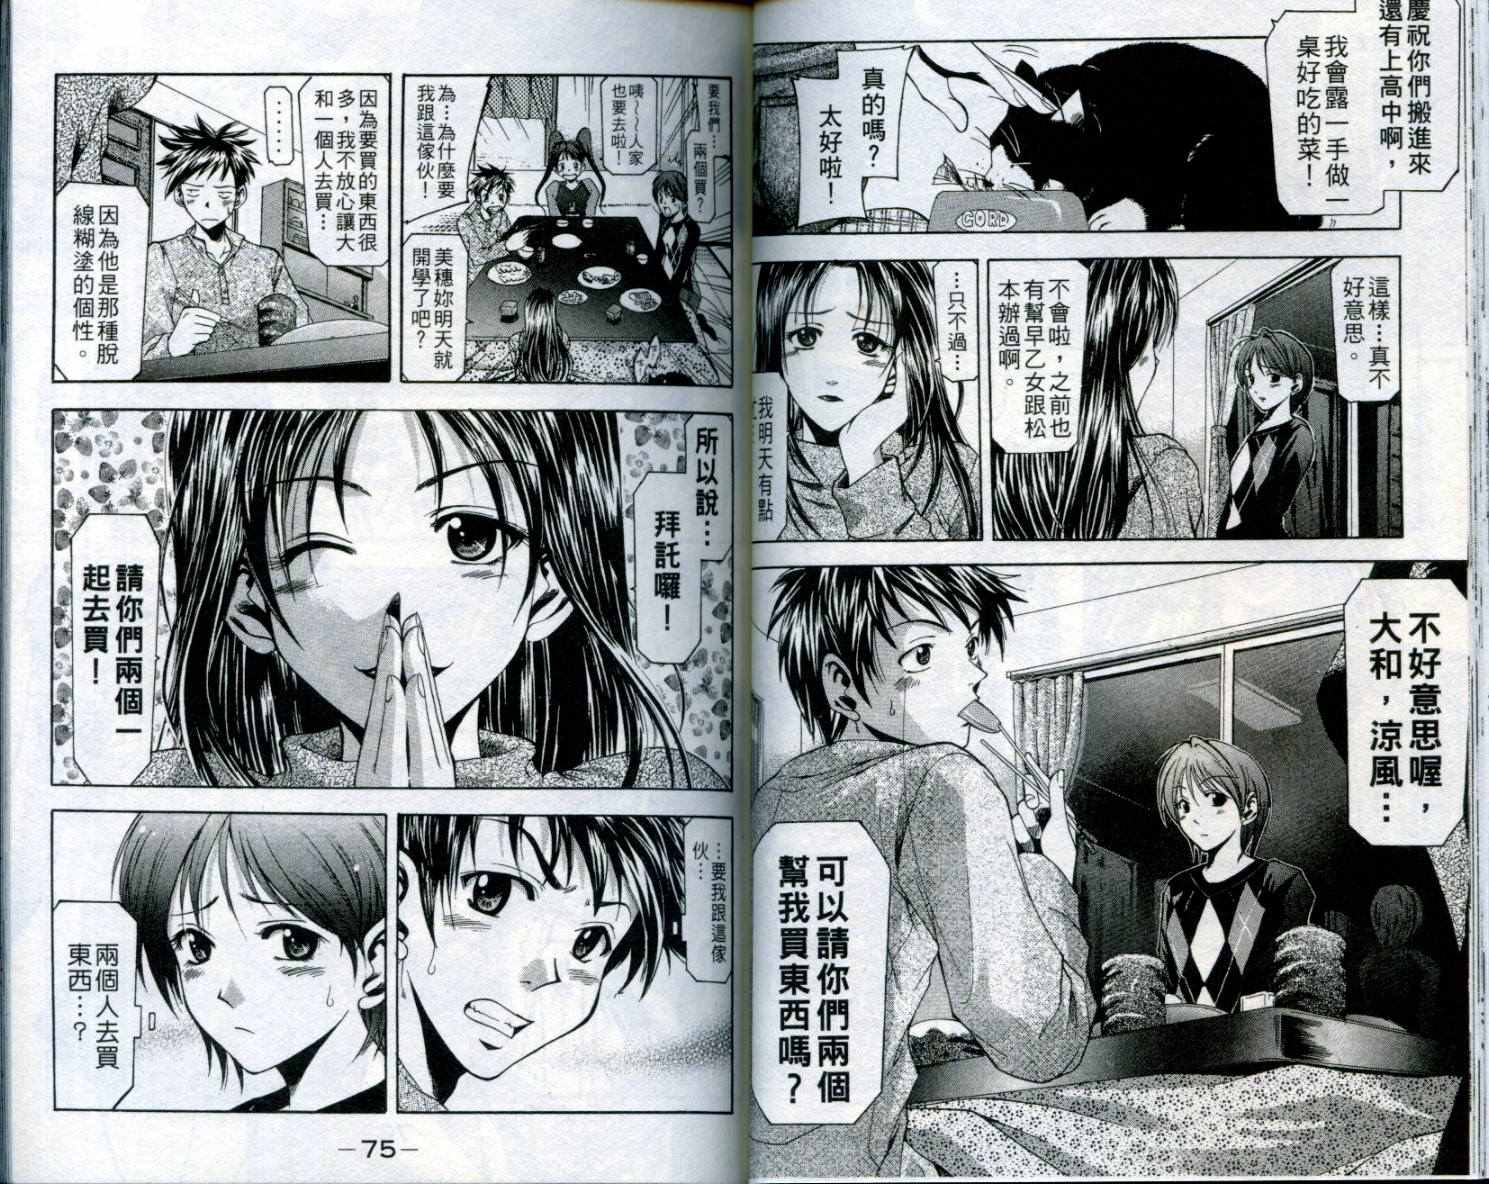 慶祝你們搬進來
還有上高中啊，
我會露一手做一
桌好吃的菜！
真的嗎？
太好啦！
CORD
這樣…真不
好意思。
不會啦，之前也
有幫早乙女跟松
本辦過啊。
…只不過…
我明天有點
不好意思喔，
大和，涼風…
可以請你們兩個
幫我買東西嗎？
要我們…
兩個買？
咦～～人家
也要去啦！
為…為什麼要
我跟這傢伙！
美穗妳明天就
開學了吧？
因為要買的東西很
多，我不放心讓大
和一個人去買…
……
因為他是那種脫
線糊塗的個性。
所以說…
拜託囉！
請你們兩個一
起去買！
…要我跟這傢
伙…
兩個人去買
東西…？
－75－